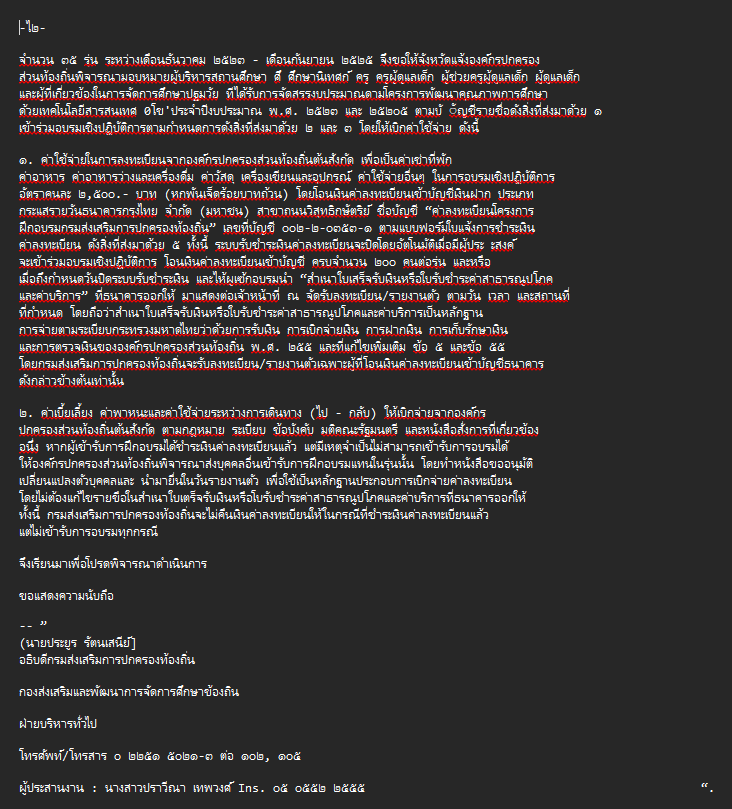 -ไ๒-
จำนวน ๓๕ รุ่น ระหว่างเดือนธันวาคม ๒๕๒๓ - เดือนกันยายน ๒๕๒๕ จึงขอให้จังหวัดแจ้งองค์กรปกครอง
ส่วนท้องถิ่นพิจารณามอบหมายผู้บริหารสถานศึกษา ศึ ศึกษานิเทศก์ ครู ครูผู้ดูแลเด็ก ผู้ช่วยครูผู้ดูแลเด็ก ผู้ดูแลเด็ก
และผู้ที่เกี่ยวข้องในการจัดการศึกษาปฐมวัย ที่ได้รับการจัดสรรงบประมาณตามโครงการพัฒนาคุณภาพการศึกษา
ด้วยเทคโนโลยีสารสนเทศ 0ไข'ประจำปีงบประมาณ พ.ศ. ๒๕๒๓ และ ๒๕๒๐๕ ตามบั ัญชีรายชื่อดังสิ่งที่ส่งมาด้วย ๑
เข้าร่วมอบรมเชิงปฏิบัติการตามกำหนดการดังสิ่งที่ส่งมาด้วย ๒ และ ๓ โดยให้เบิกค่าใช้จ่าย ดังนี้
๑. ค่าใช้จ่ายในการลงทะเบียนจากองค์กรปกครองส่วนท้องถิ่นต้นสังกัด เพื่อเป็นค่าเช่าที่พัก
ค่าอาหาร ค่าอาหารว่างและเครื่องดื่ม ค่าวัสดุ เครื่องเขียนและอุปกรณ์ ค่าใช้จ่ายอื่นๆ ในการอบรมเชิงปฏิบัติการ
อัตราคนละ ๒,๕๐๐.- บาท (หกพันเจ็ดร้อยบาทถ้วน) โดยโอนเงินค่าลงทะเบียนเข้าบัญชีเงินฝาก ประเภท
กระแสรายวันธนาคารกรุงไทย จำกัด (มหาชน) สาขาถนนวิสุทธิกษัตริย์ ชื่อบัญชี “ค่าลงทะเบียนโครงการ
ฝึกอบรมกรมส่งเสริมการปกครองท้องถิ่น” เลขที่บัญชี ๐๐๒-๒-๐๓๕๓-๑ ตามแบบฟอร์มใบแจ้งการชำระเงิน
ค่าลงทะเบียน ดังสิ่งที่ส่งมาด้วย ๕ ทั้งนี้ ระบบรับชำระเงินค่าลงทะเบียนจะปิดโดยอัตโนมัติเมื่อมีผู้ประ ะสงค์
จะเข้าร่วมอบรมเชิงปฏิบัติการ โอนเงินค่าลงทะเบียนเข้าบัญชี ครบจำนวน ๒๐๐ คนต่อรุ่น และหรือ
เมื่อถึงกำหนดวันปิดระบบรับชำระเงิน และให้ผู้เซ้กอบรมนำ “สำเนาใบเสร็จรับเงินหรือใบรับชำระค่าสาธารณูปโภค
และค่าบริการ” ที่ธนาคารออกให้ มาแสดงต่อเจ้าหน้าที่ ณ จัดรับลงทะเบียน/รายงานตัว ตามวัน เวลา และสถานที่
ที่กำหนด โดยถือว่าสำเนาใบเสร็จรับเงินหรือใบรับชำระค่าสาธารณูปโภคและค่าบริการเป็นหลักฐาน
การจ่ายตามระเบียบกระทรวงมหาดไทยว่าด้วยการรับเงิน การเบิกจ่ายเงิน การฝากเงิน การเก็บรักษาเงิน
และการตรวจเงินขององค์กรปกครองส่วนท้องถิ่น พ.ศ. ๒๕๕ และที่แก้ไขเพิ่มเติม ข้อ ๕ และข้อ ๕๕
โดยกรมส่งเสริมการปกครองท้องถิ่นจะรับลงทะเบียน/รายงานตัวเฉพาะผู้ที่โอนเงินค่าลงทะเบียนเข้าบัญชีธนาคาร
ดังกล่าวข้างต้นเท่านั้น
๒. ค่าเบี้ยเลี้ยง ค่าพาหนะและค่าใช้จ่ายระหว่างการเดินทาง (ไป - กลับ) ให้เบิกจ่ายจากองค์กร
ปกครองส่วนท้องถิ่นต้นสังกัด ตามกฎหมาย ระเบียบ ข้อบังคับ มติคณะรัฐมนตรี และหนังสือสั่งการที่เกี่ยวข้อง
อนึ่ง หากผู้เข้ารับการฝึกอบรมได้ชำระเงินค่าลงทะเบียนแล้ว แต่มีเหตุจำเป็นไม่สามารถเข้ารับการอบรมได้
ให้องค์กรปกครองส่วนท้องถิ่นพิจารณาส่งบุคคลอื่นเข้ารับการฝึกอบรมแทนในรุ่นนั้น โดยทำหนังสือขออนุมัติ
เปลี่ยนแปลงตัวบุคคลและ นำมายื่นในวันรายงานตัว เพื่อใช้เป็นหลักฐานประกอบการเบิกจ่ายค่าลงทะเบียน
โดยไม่ต้องแก้ไขรายชื่อในสำเนาใบเตร็จรับเงินหรือโบรับชำระค่าสาธารณูปโภคและค่าบริการที่ธนาคารออกให้
ทั้งนี้ กรมส่งเสริมการปกครองท้องถิ่นจะไม่คืนเงินค่าลงทะเบียนให้ในกรณีที่ชำระเงินค่าลงทะเบียนแล้ว
แต่ไม่เข้ารับการอบรมทุกกรณี
จึงเรียนมาเพื่อโปรดพิจารณาดำเนินการ
ขอแสดงความนับถือ
-- ”
(นายประยูร รัตนเสนีย์]
อธิบดีกรมส่งเสริมการปกครองท้องถิ่น
กองส่งเสริมและพัฒนาการจัดการศึกษาข้องถิน
ฝ่ายบริหารทั่วไป
โทรศัพท์/โทรสาร ๐ ๒๒๕๑ ๕๐๒๑-๓ ต่อ ๑๐๒, ๑๐๕
ผู้ประสานงาน : นางสาวปราวีณา เทพวงศ์ Ins. ๐๕ ๐๕๕๒ ๒๕๕๕ “.